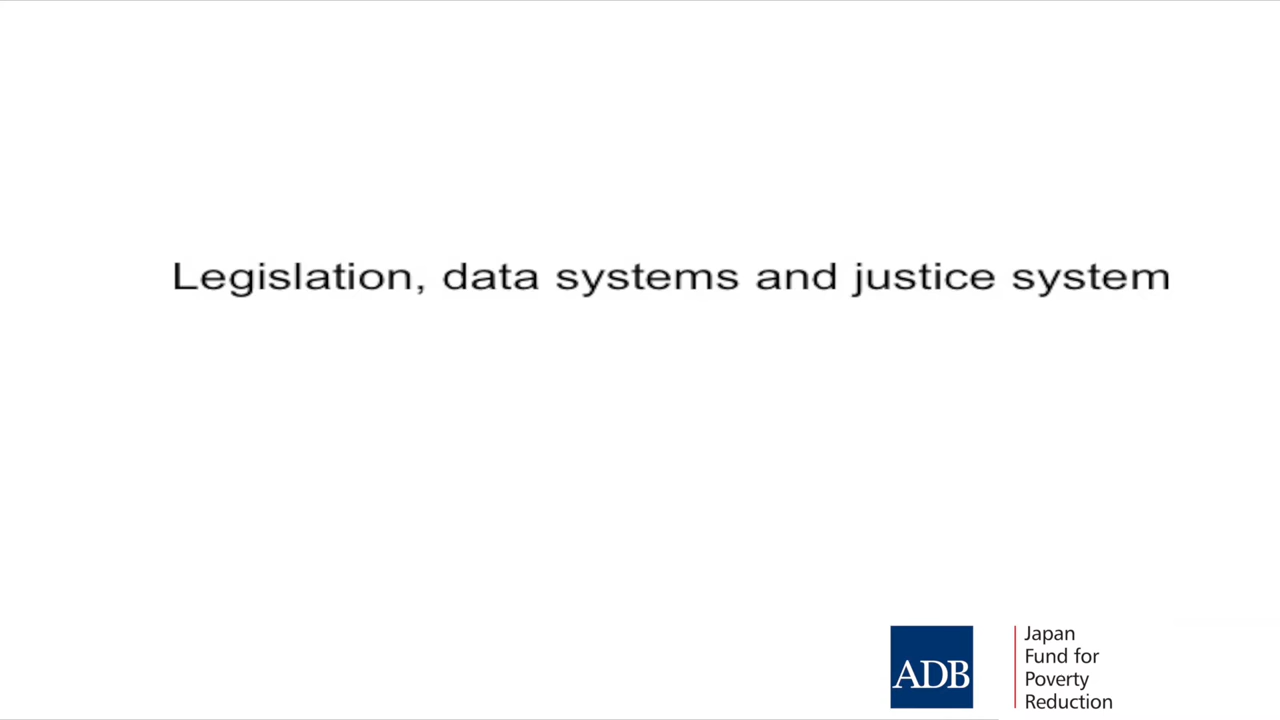 Legislation, data systems and justice system
ADB
Japan
Fund for
Poverty
Reduction